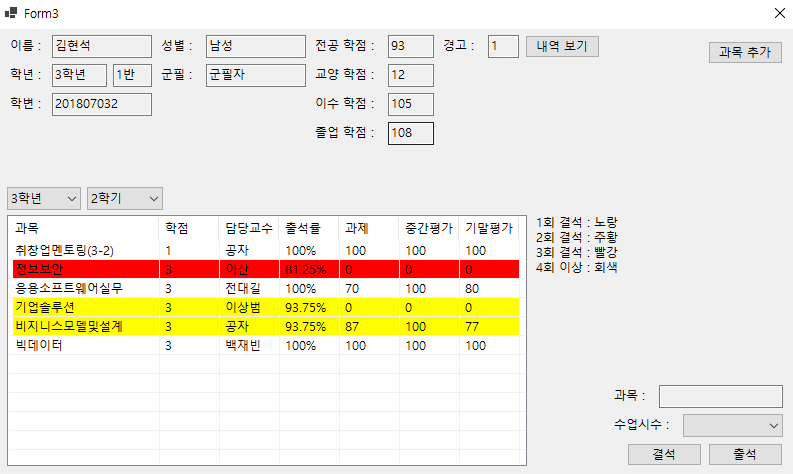 Form3
이름 : 김현석 성별 : 남성 전공 학점 : 93 경고 : 1 내역 보기 과목 추가
학년 : 3학년 1반 군필 : 군필자 교양 학점 : 12
학변 : 201807032 이수 학점 : 105
졸업 학점 : 108
3학년 2학기
과목 학점 담당교수 출석률 과제 중간평가 기말평가
취창업멘토링(3-2) 1 공자 100% 100 100 100
정보보안 3 이산 81.25% 0 0 0
응용소프트웨어실무 3 전대길 100% 70 100 80
기업솔루션 3 이상범 93.75% 0 0 0
비지니스모델및설계 3 공자 93.75% 87 100 77
빅데이터 3 백재빈 100% 100 100 100
1회 결석 : 노랑
2회 결석 : 주황
3회 결석 : 빨강
4회 이상 : 회색
과목 :
수업시수 :
결석 출석